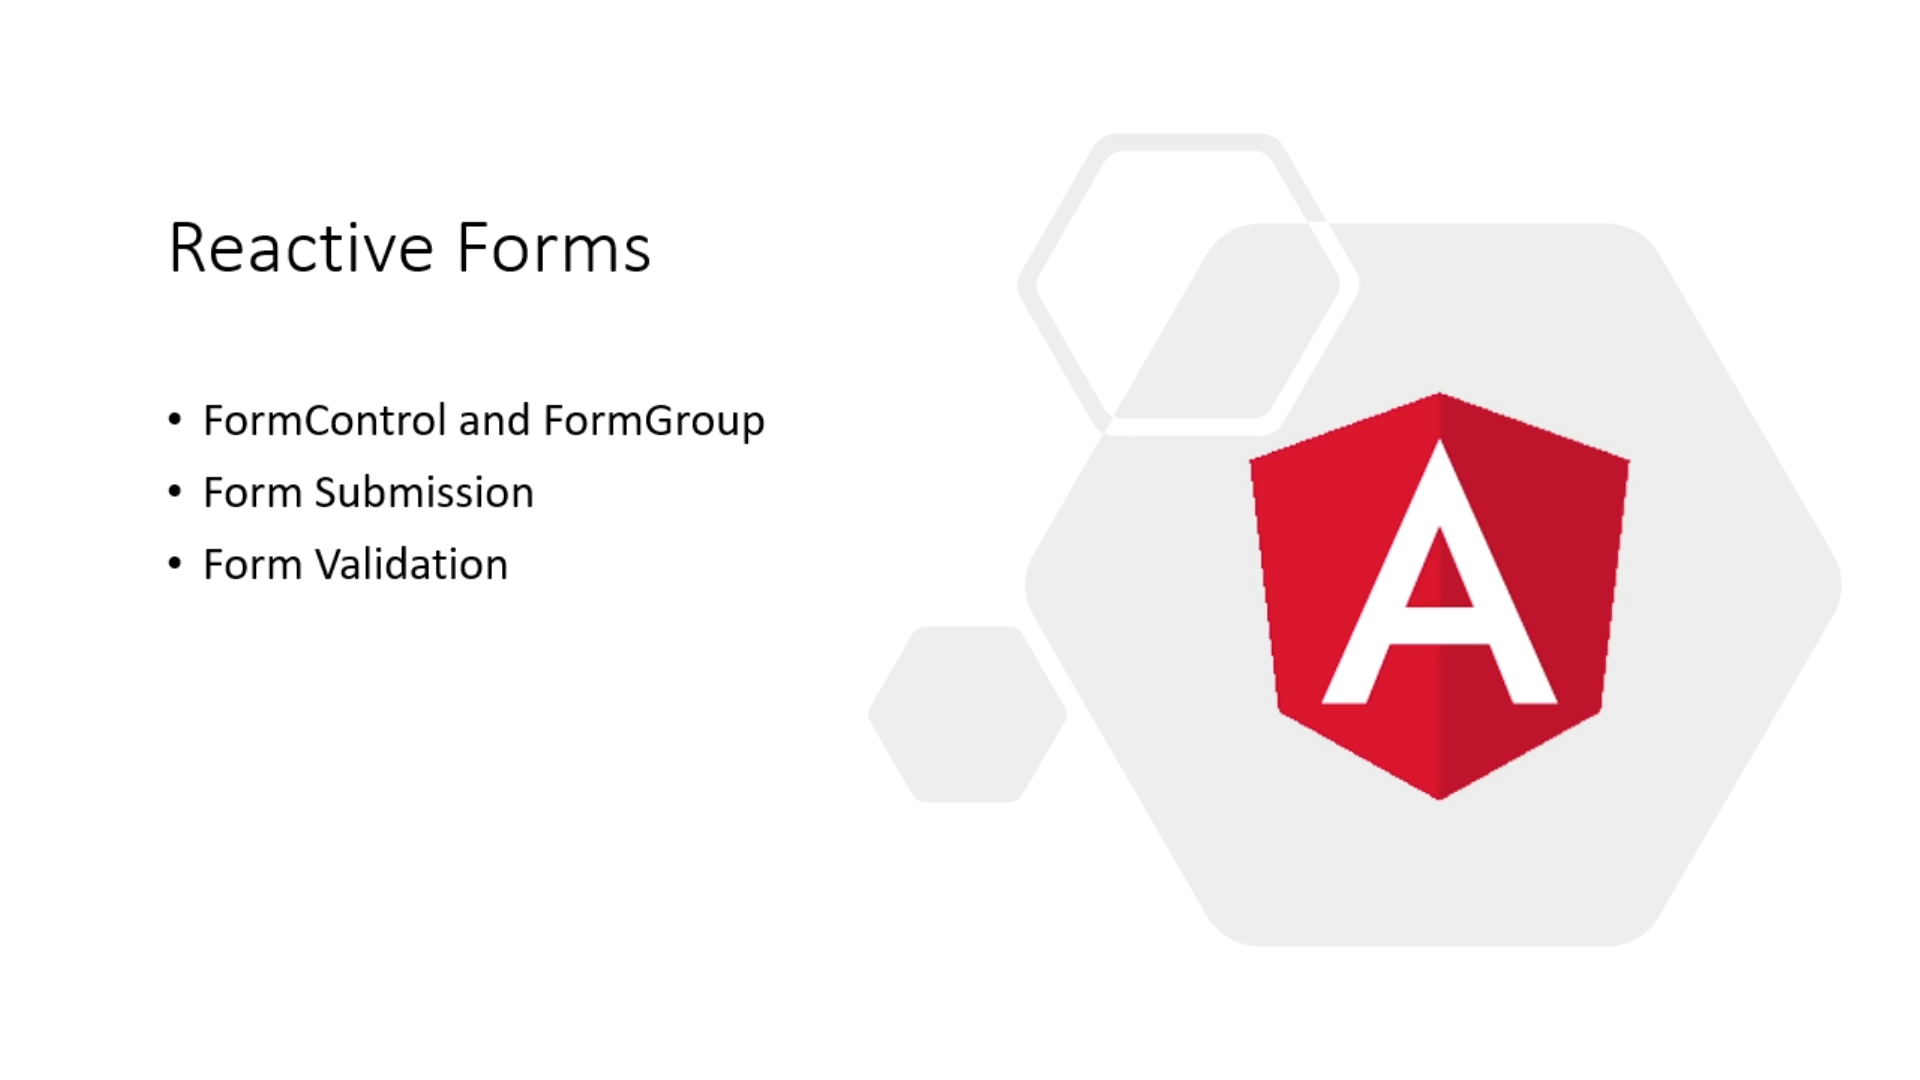 Reactive Forms
• FormControl and FormGroup
• Form Submission
• Form Validation
A